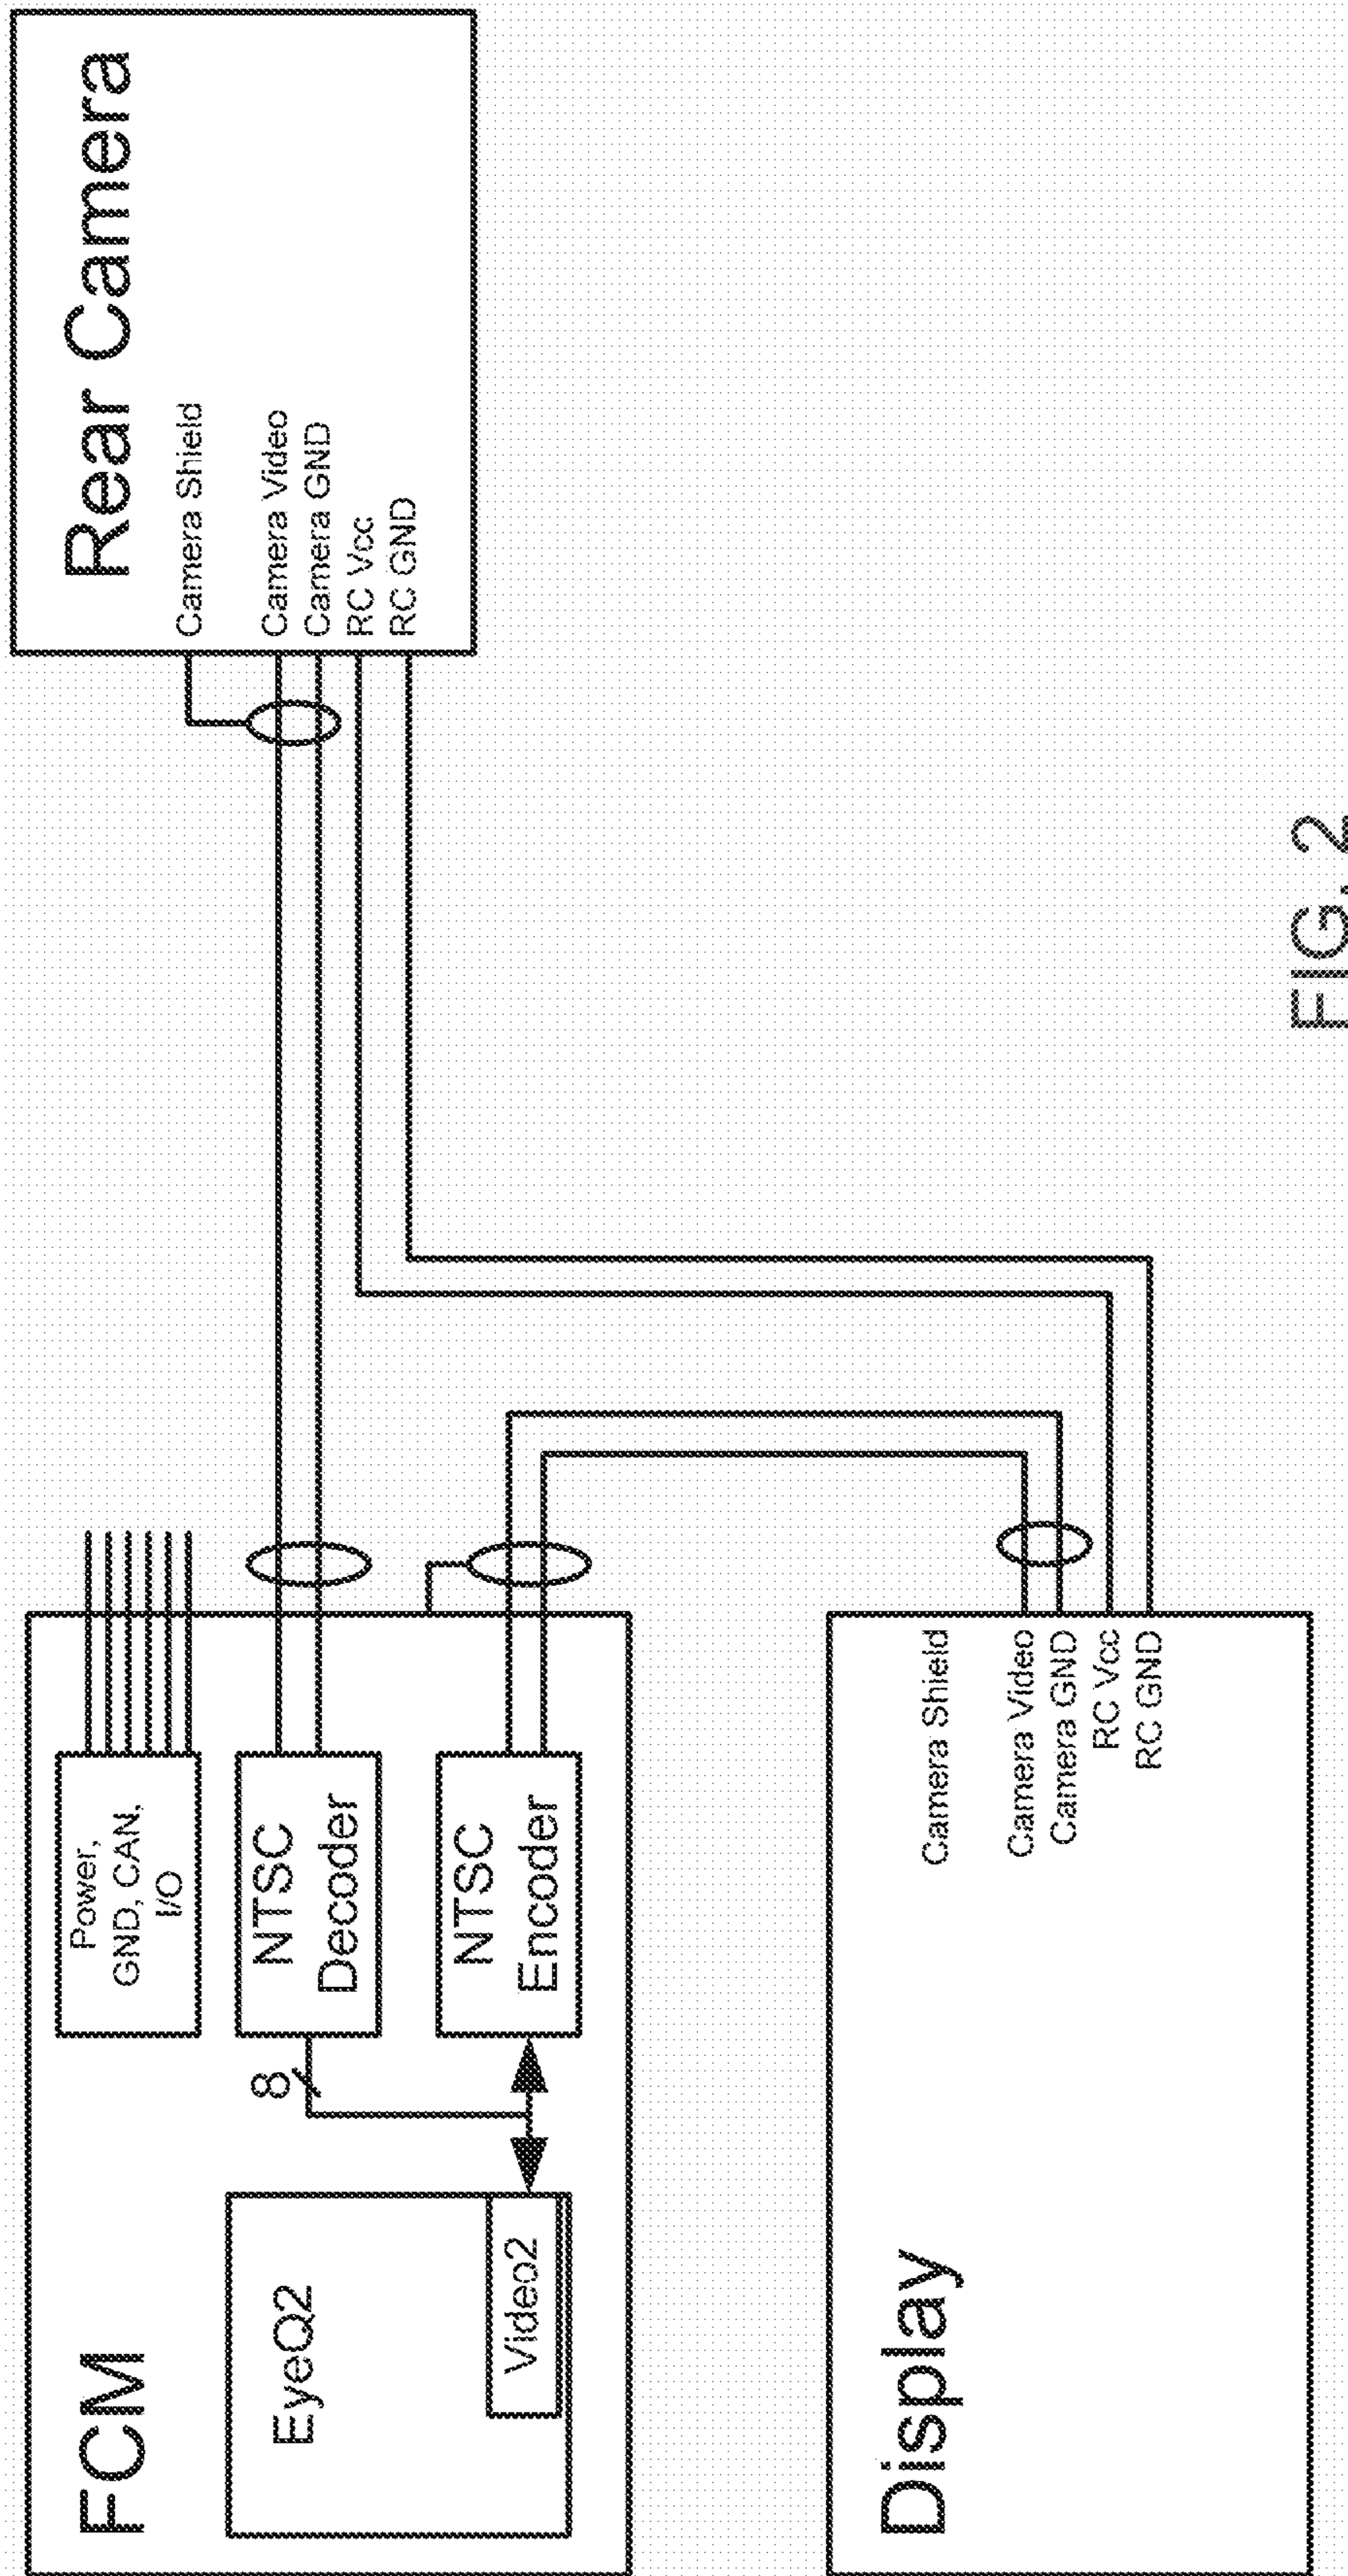 FCM
EyeQ2
Video2
8
Power,
GND, CAN,
I/O
NTSC
Decoder
NTSC
Encoder
Rear Camera
Camera Shield
Camera Video
Camera GND
RC Vcc
RC GND
Display
Camera Shield
Camera Video
Camera GND
RC Vcc
RC GND
FIG. 2